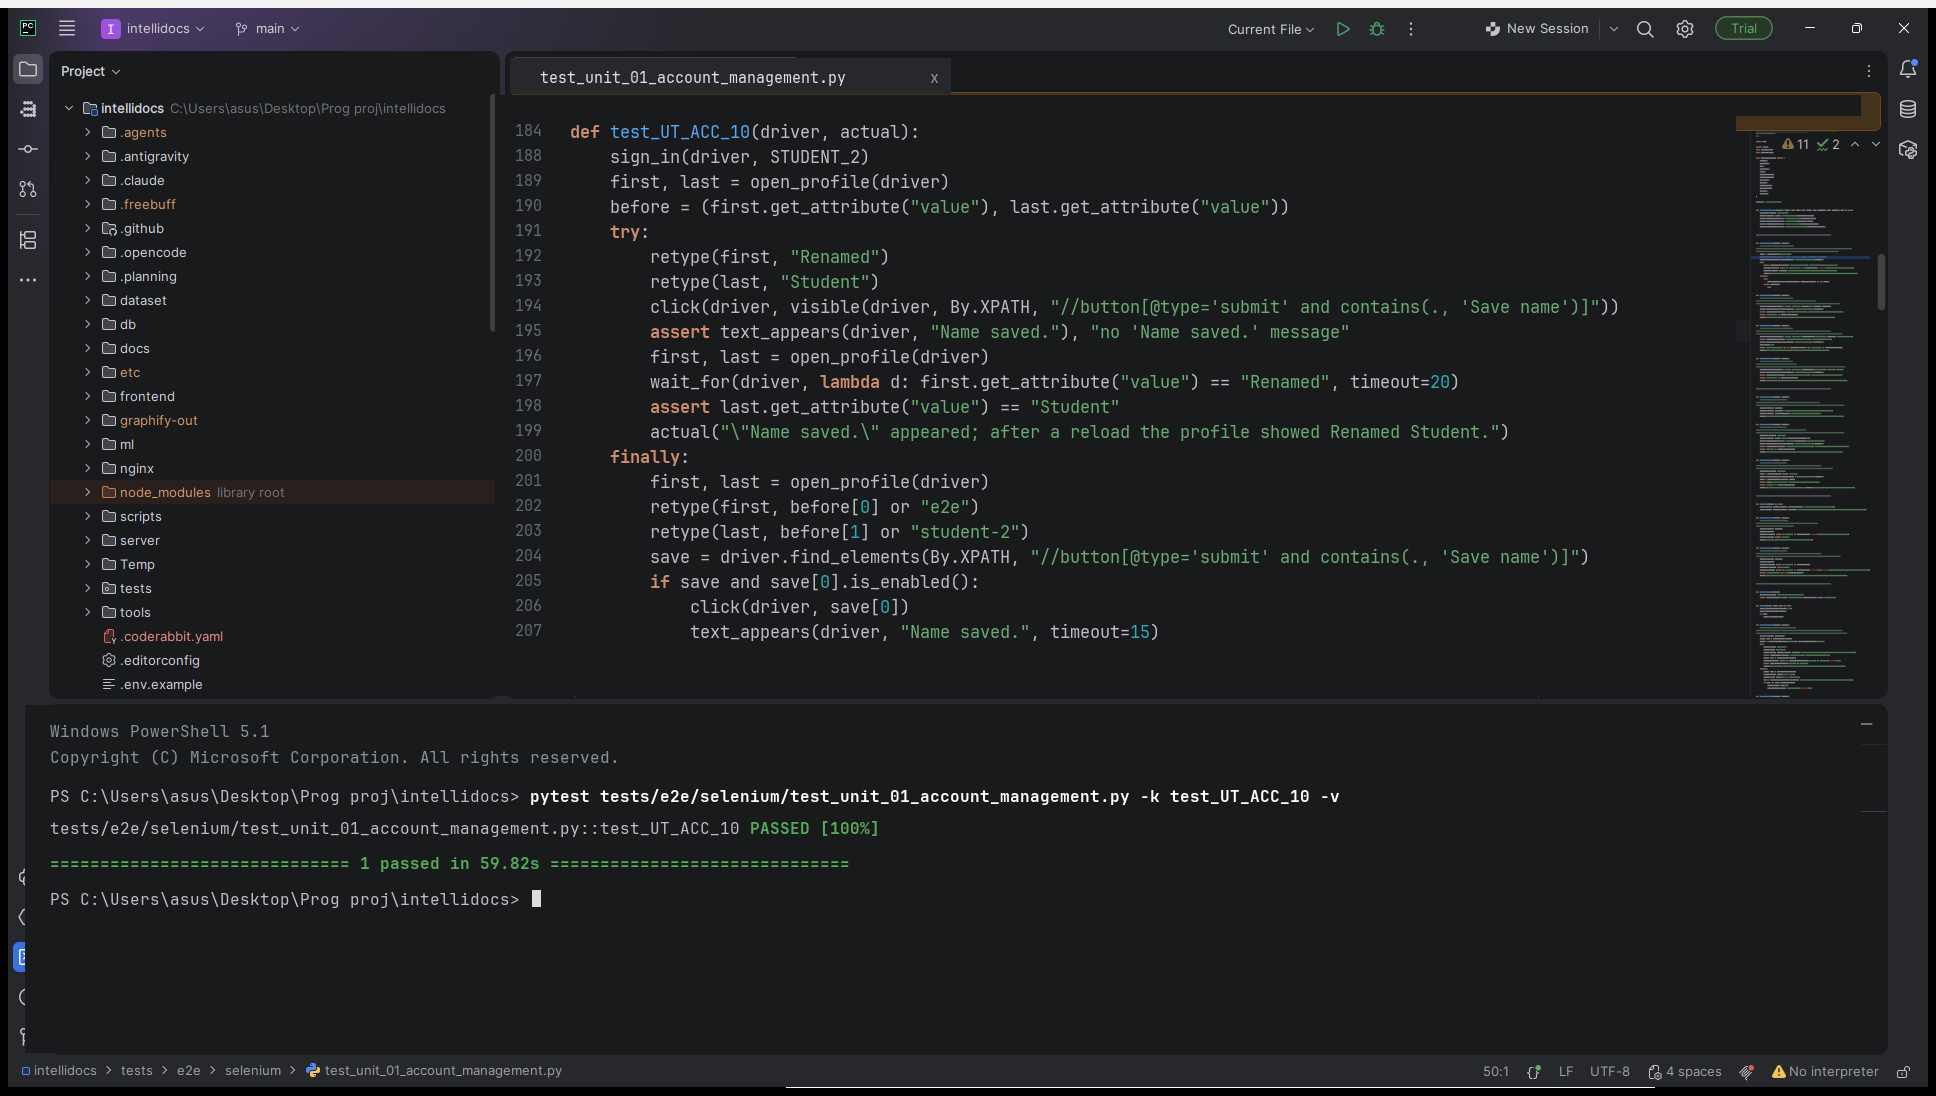 PC
I intellidocs
main
Current File
New Session
Trial
Project
test_unit_01_account_management.py x
intellidocs C:\Users\asus\Desktop\Prog proj\intellidocs
.agents
.antigravity
.claude
.freebuff
.github
.opencode
.planning
dataset
db
docs
etc
frontend
graphify-out
ml
nginx
node_modules library root
scripts
server
Temp
tests
tools
.coderabbit.yaml
.editorconfig
.env.example
11 2
184 def test_UT_ACC_10(driver, actual):
188 sign_in(driver, STUDENT_2)
189 first, last = open_profile(driver)
190 before = (first.get_attribute("value"), last.get_attribute("value"))
191 try:
192 retype(first, "Renamed")
193 retype(last, "Student")
194 click(driver, visible(driver, By.XPATH, "//button[@type='submit' and contains(., 'Save name')]"))
195 assert text_appears(driver, "Name saved."), "no 'Name saved.' message"
196 first, last = open_profile(driver)
197 wait_for(driver, lambda d: first.get_attribute("value") == "Renamed", timeout=20)
198 assert last.get_attribute("value") == "Student"
199 actual("\"Name saved.\" appeared; after a reload the profile showed Renamed Student.")
200 finally:
201 first, last = open_profile(driver)
202 retype(first, before[0] or "e2e")
203 retype(last, before[1] or "student-2")
204 save = driver.find_elements(By.XPATH, "//button[@type='submit' and contains(., 'Save name')]")
205 if save and save[0].is_enabled():
206 click(driver, save[0])
207 text_appears(driver, "Name saved.", timeout=15)
Windows PowerShell 5.1
Copyright (C) Microsoft Corporation. All rights reserved.
PS C:\Users\asus\Desktop\Prog proj\intellidocs> pytest tests/e2e/selenium/test_unit_01_account_management.py -k test_UT_ACC_10 -v
tests/e2e/selenium/test_unit_01_account_management.py::test_UT_ACC_10 PASSED [100%]
============================== 1 passed in 59.82s ==============================
PS C:\Users\asus\Desktop\Prog proj\intellidocs>
intellidocs > tests > e2e > selenium > test_unit_01_account_management.py
50:1 LF UTF-8 4 spaces No interpreter